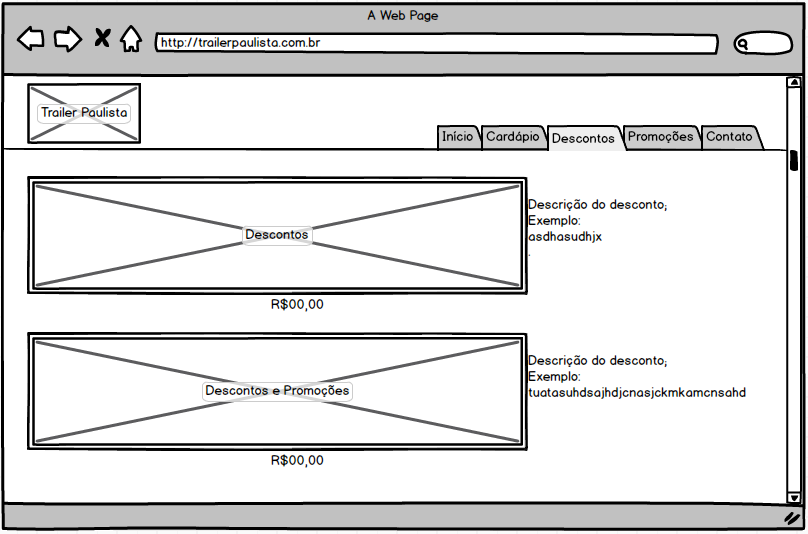 A Web Page
http://trailerpaulista.com.br
Trailer Paulista
Início
Cardápio
Descontos
Promoções
Contato
Descontos
Descrição do desconto;
Exemplo:
asdhasudhjx
.
R$00,00
Descontos e Promoções
Descrição do desconto;
Exemplo:
tuatasuhdsajhdjcnasjckmkamcnsahd
R$00,00